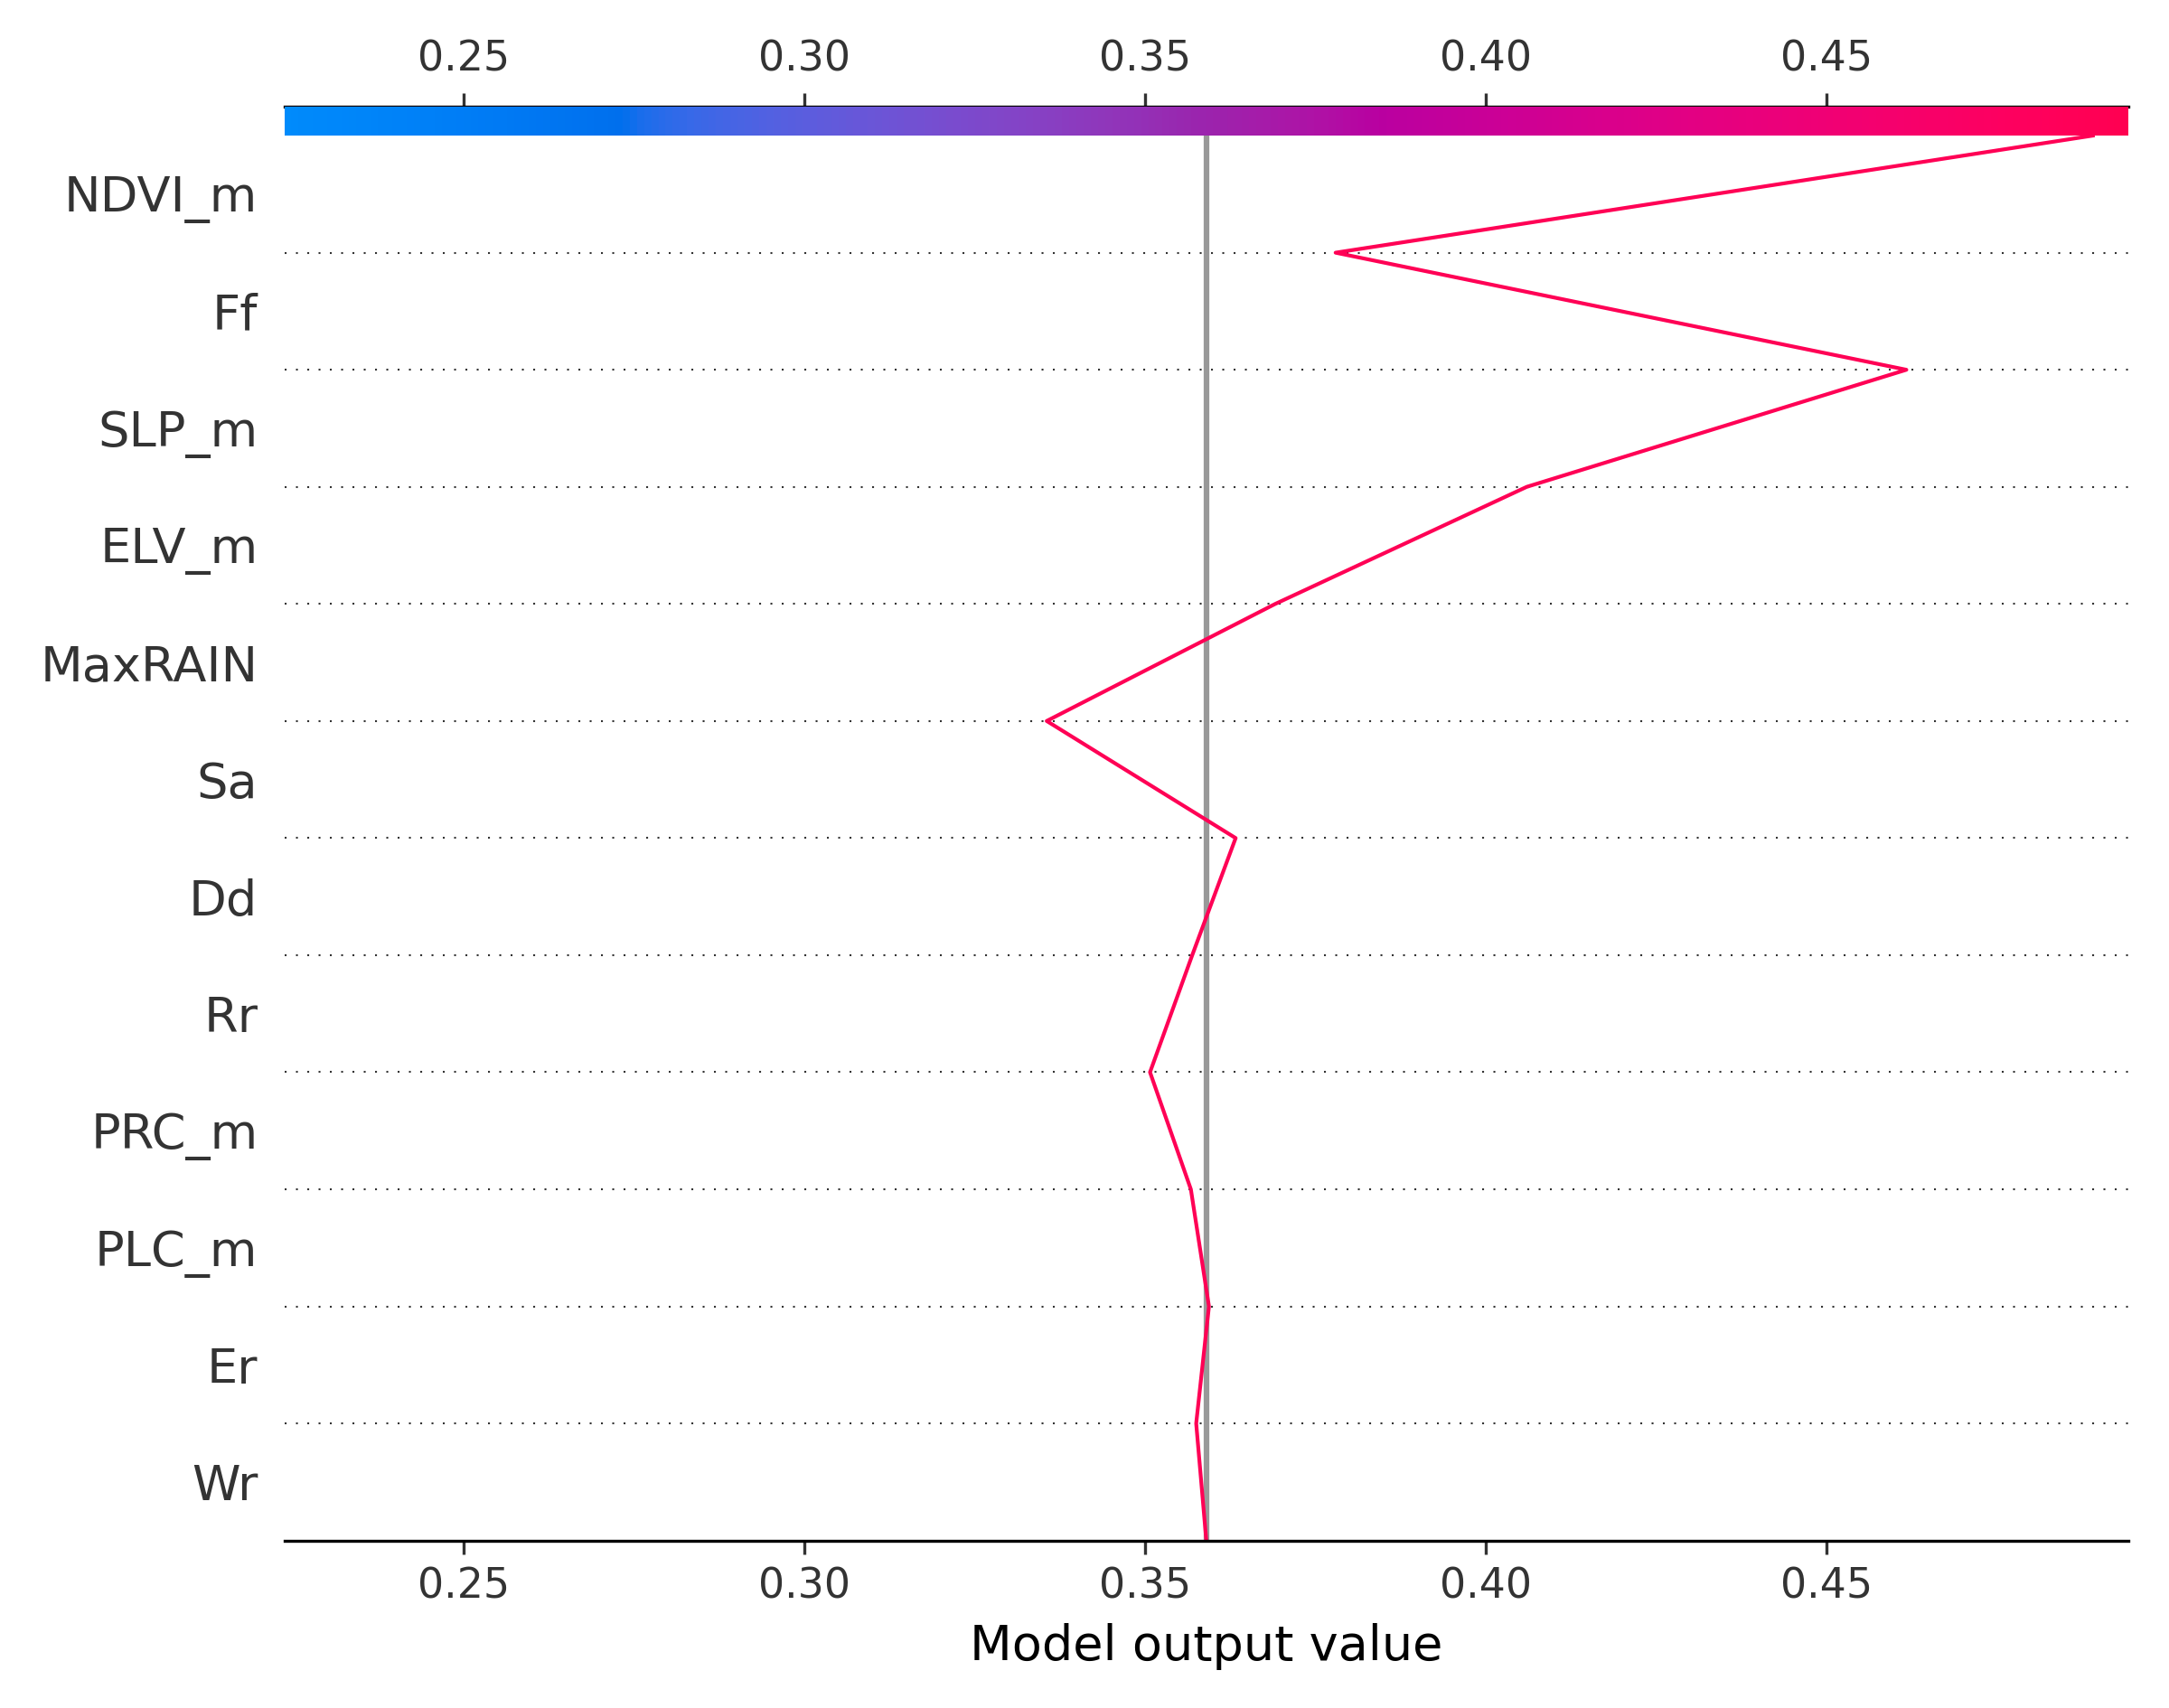 0.25 0.30 0.35 0.40 0.45
NDVI_m
Ff
SLP_m
ELV_m
MaxRAIN
Sa
Dd
Rr
PRC_m
PLC_m
Er
Wr
0.25 0.30 0.35 0.40 0.45
Model output value